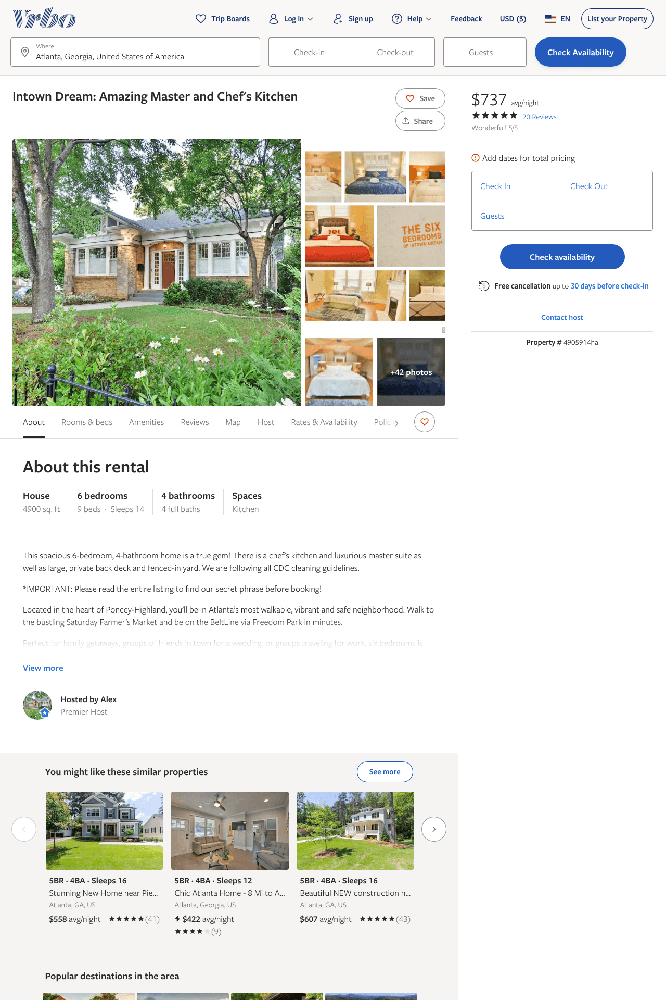 Vrbo
Trip Boards
Log in
Sign up
Help
Feedback
USD ($)
EN
List your Property
Where
Atlanta, Georgia, United States of America
Check-in
Check-out
Guests
Check Availability
Intown Dream: Amazing Master and Chef's Kitchen
Save
Share
THE SIX
BEDROOMS
OF INTOWN DREAM
+42 photos
$737 avg/night
20 Reviews
Wonderful! 5/5
Add dates for total pricing
Check In
Check Out
Guests
Check availability
Free cancellation up to 30 days before check-in
Contact host
Property # 4905914ha
About
Rooms & beds
Amenities
Reviews
Map
Host
Rates & Availability
Polici
About this rental
House
4900 sq. ft
6 bedrooms
9 beds · Sleeps 14
4 bathrooms
4 full baths
Spaces
Kitchen
This spacious 6-bedroom, 4-bathroom home is a true gem! There is a chef's kitchen and luxurious master suite as
well as large, private back deck and fenced-in yard. We are following all CDC cleaning guidelines.
*IMPORTANT: Please read the entire listing to find our secret phrase before booking!
Located in the heart of Poncey-Highland, you'll be in Atlanta's most walkable, vibrant and safe neighborhood. Walk to
the bustling Saturday Farmer's Market and be on the BeltLine via Freedom Park in minutes.
Perfect for family getaways, groups of friends in town for a wedding, or groups traveling for work, six bedrooms is
View more
Hosted by Alex
Premier Host
You might like these similar properties
See more
5BR · 4BA · Sleeps 16
Stunning New Home near Pie...
Atlanta, GA, US
$558 avg/night
(41)
5BR · 4BA · Sleeps 12
Chic Atlanta Home - 8 Mi to A...
Atlanta, Georgia, US
$422 avg/night
(9)
5BR · 4BA · Sleeps 16
Beautiful NEW construction h...
Atlanta, GA, US
$607 avg/night
(43)
Popular destinations in the area